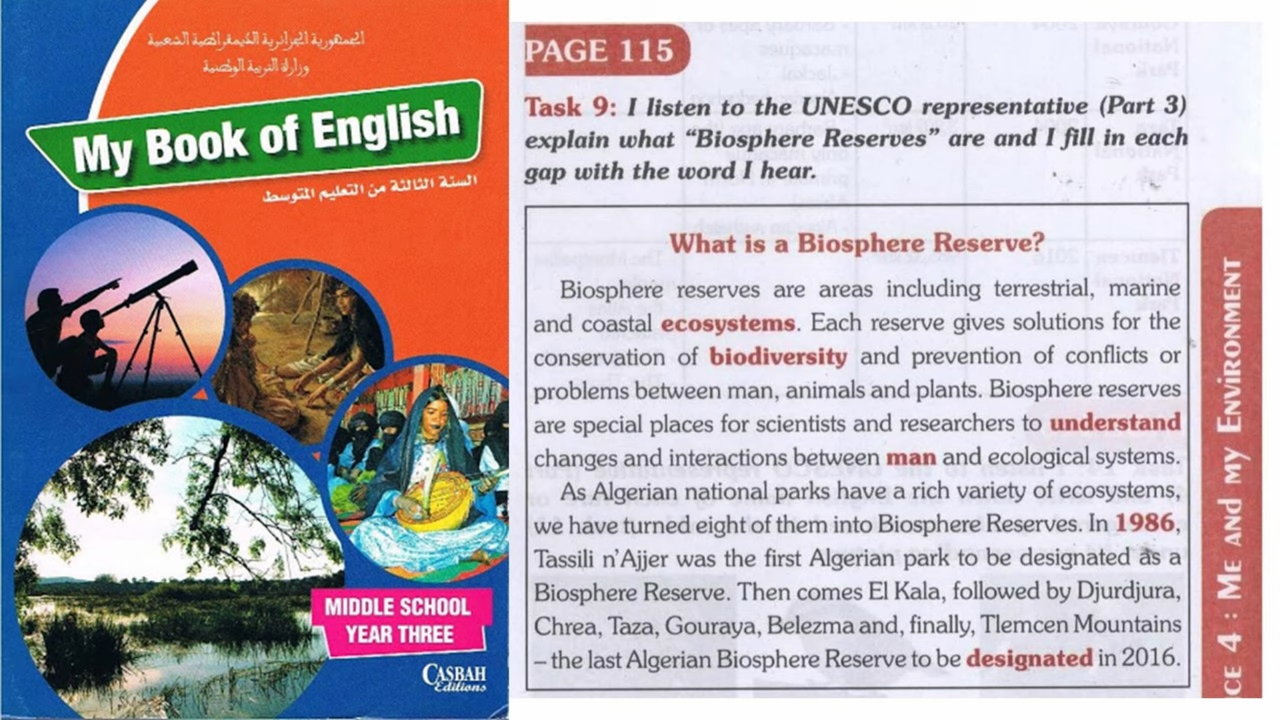 الجمهورية الجزائرية الديمقراطية الشعبية
وزارة التربية الوطنية
My Book of English
السنة الثالثة من التعليم المتوسط
MIDDLE SCHOOL
YEAR THREE
CASBAH
Editions
PAGE 115
Task 9: I listen to the UNESCO representative (Part 3)
explain what “Biosphere Reserves” are and I fill in each
gap with the word I hear.
What is a Biosphere Reserve?
Biosphere reserves are areas including terrestrial, marine
and coastal ecosystems. Each reserve gives solutions for the
conservation of biodiversity and prevention of conflicts or
problems between man, animals and plants. Biosphere reserves
are special places for scientists and researchers to understand
changes and interactions between man and ecological systems.
As Algerian national parks have a rich variety of ecosystems,
we have turned eight of them into Biosphere Reserves. In 1986,
Tassili n’Ajjer was the first Algerian park to be designated as a
Biosphere Reserve. Then comes El Kala, followed by Djurdjura,
Chrea, Taza, Gouraya, Belezma and, finally, Tlemcen Mountains
– the last Algerian Biosphere Reserve to be designated in 2016.
CE 4 : ME AND MY ENVIRONMENT